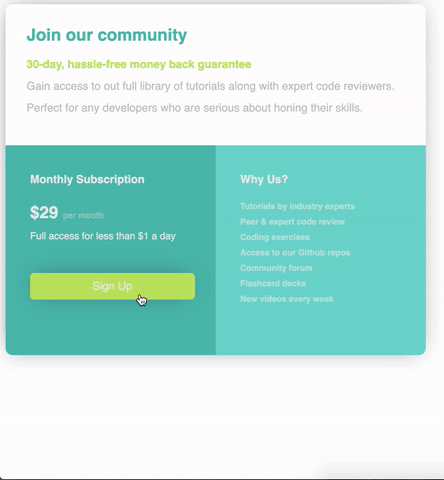 Join our community
30-day, hassle-free money back guarantee
Gain access to out full library of tutorials along with expert code reviewers.
Perfect for any developers who are serious about honing their skills.
Monthly Subscription
$29 per month
Full access for less than $1 a day
Sign Up
Why Us?
Tutorials by industry experts
Peer & expert code review
Coding exercises
Access to our Github repos
Community forum
Flashcard decks
New videos every week